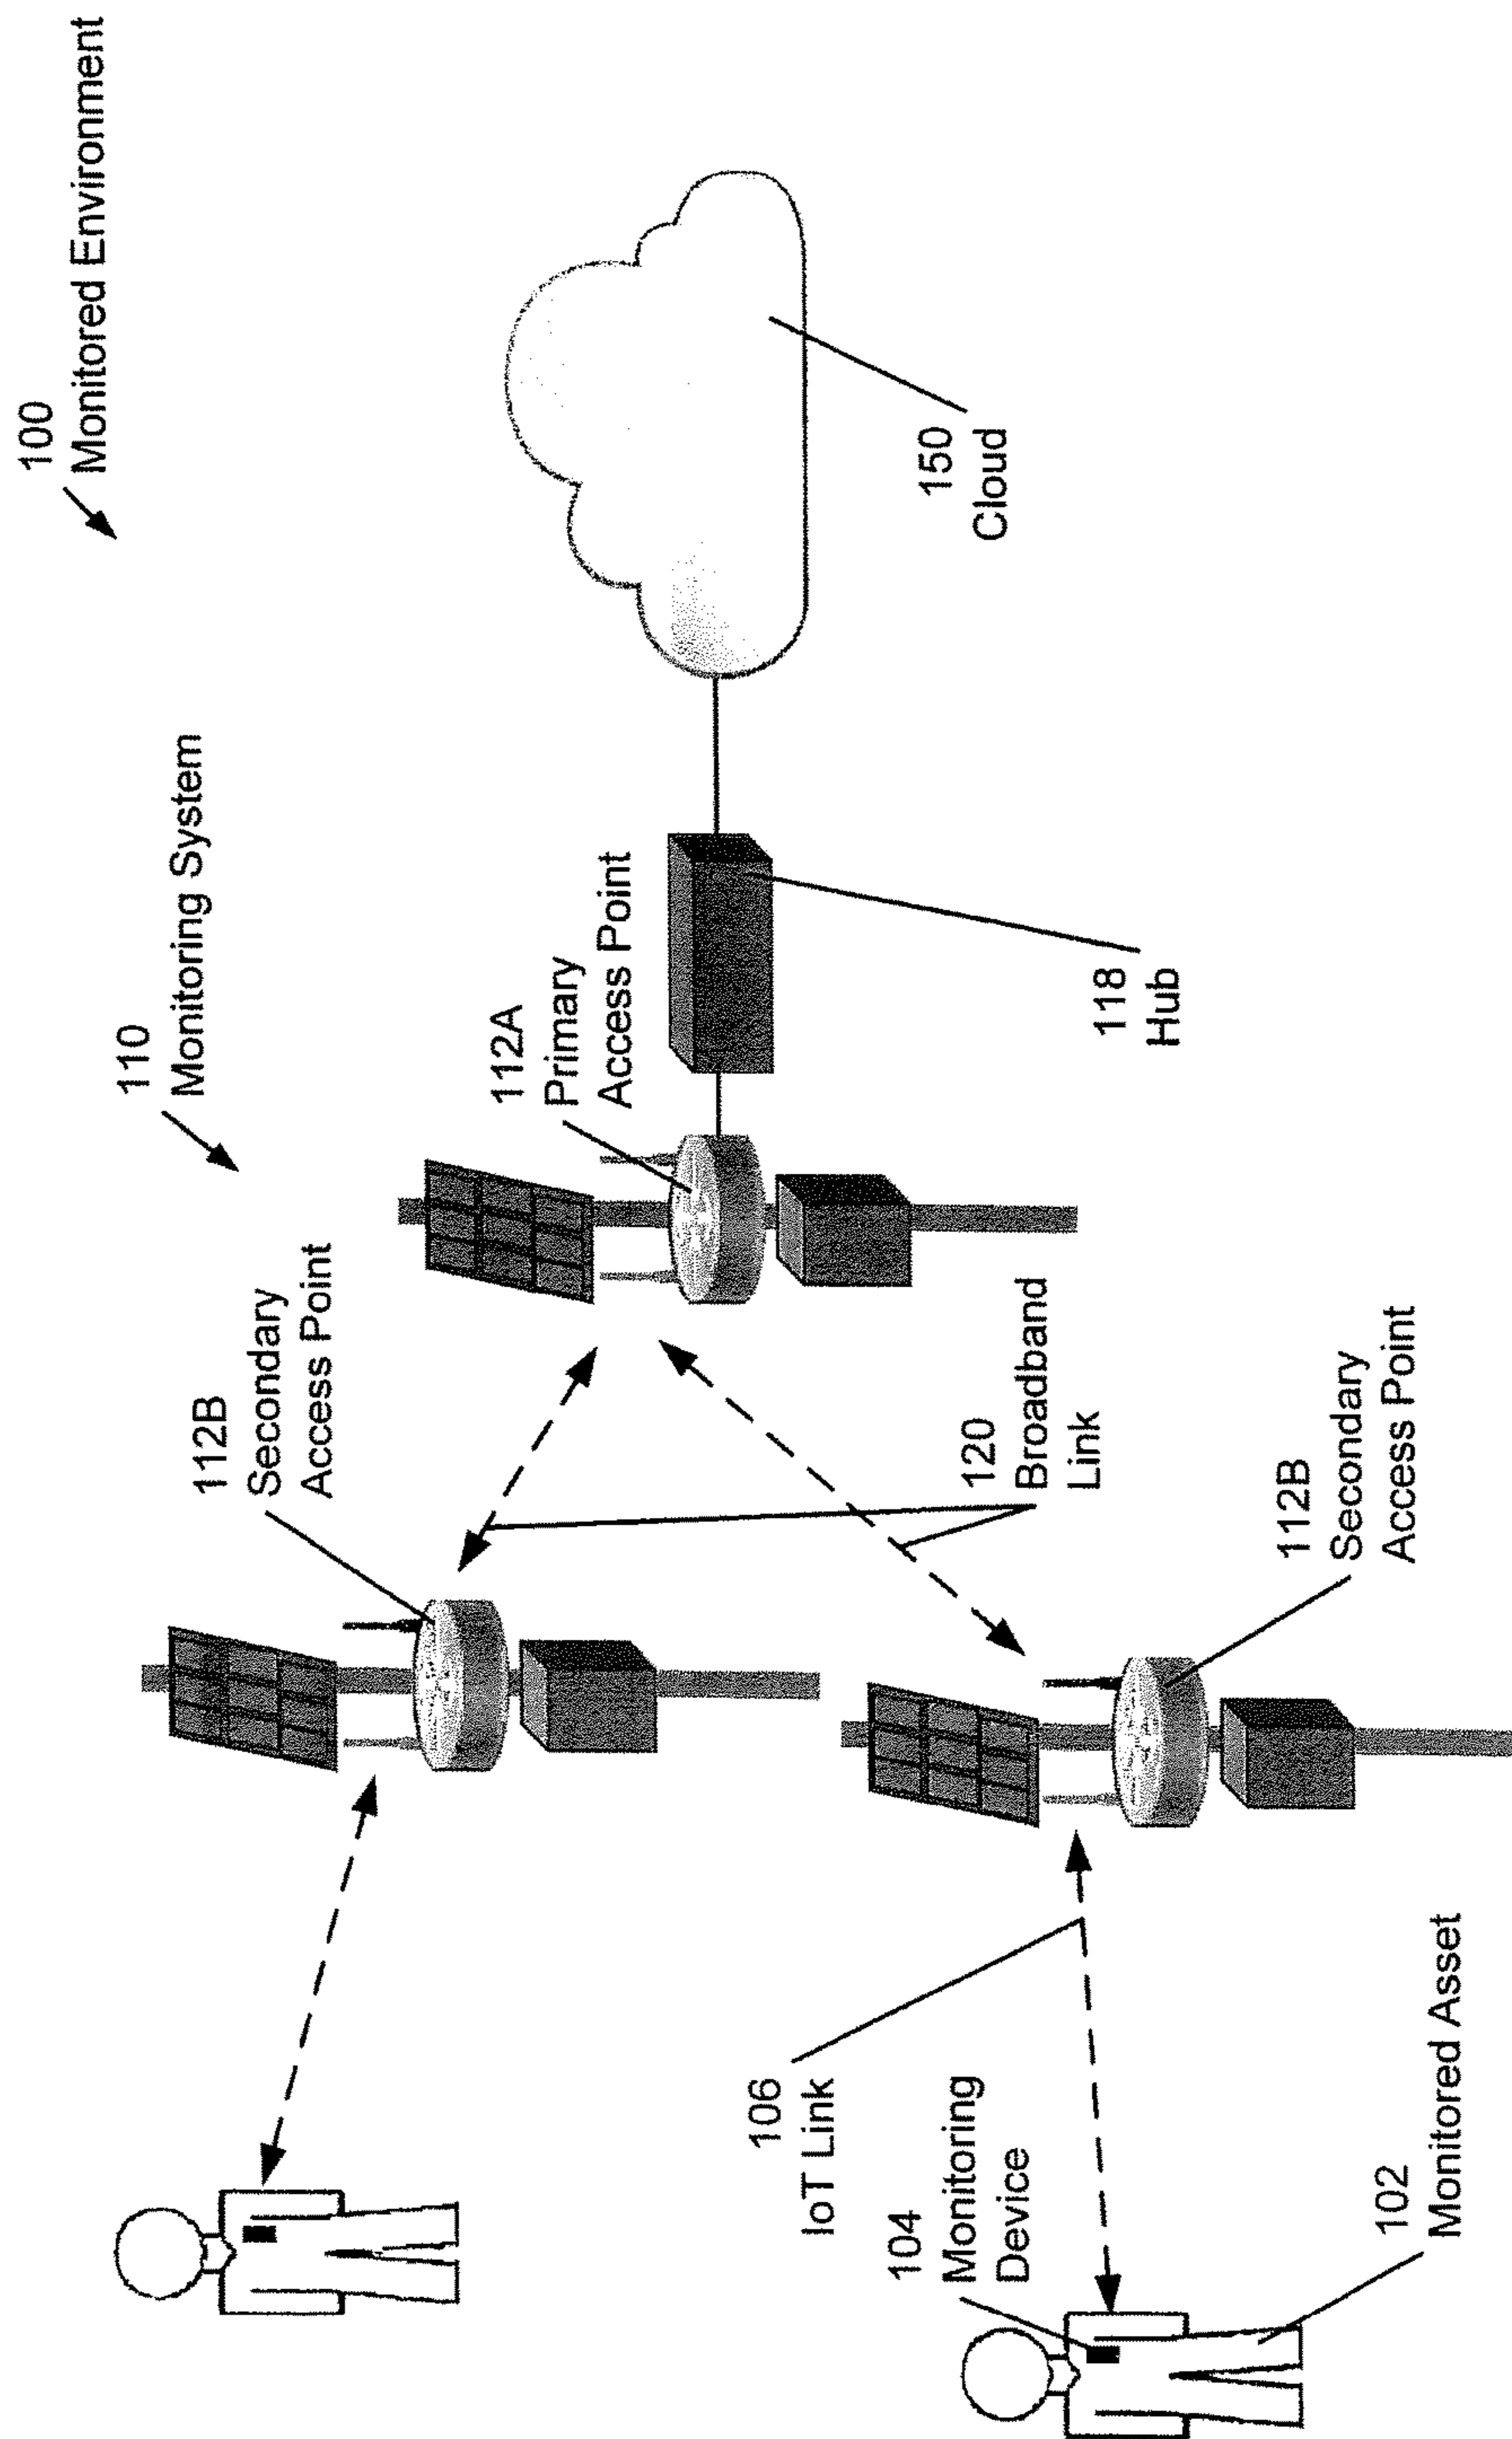 100
Monitored Environment
110
Monitoring System
112B
Secondary
Access Point
112A
Primary
Access Point
106
IoT Link
104
Monitoring
Device
120
Broadband
Link
118
Hub
150
Cloud
102
Monitored Asset
112B
Secondary
Access Point